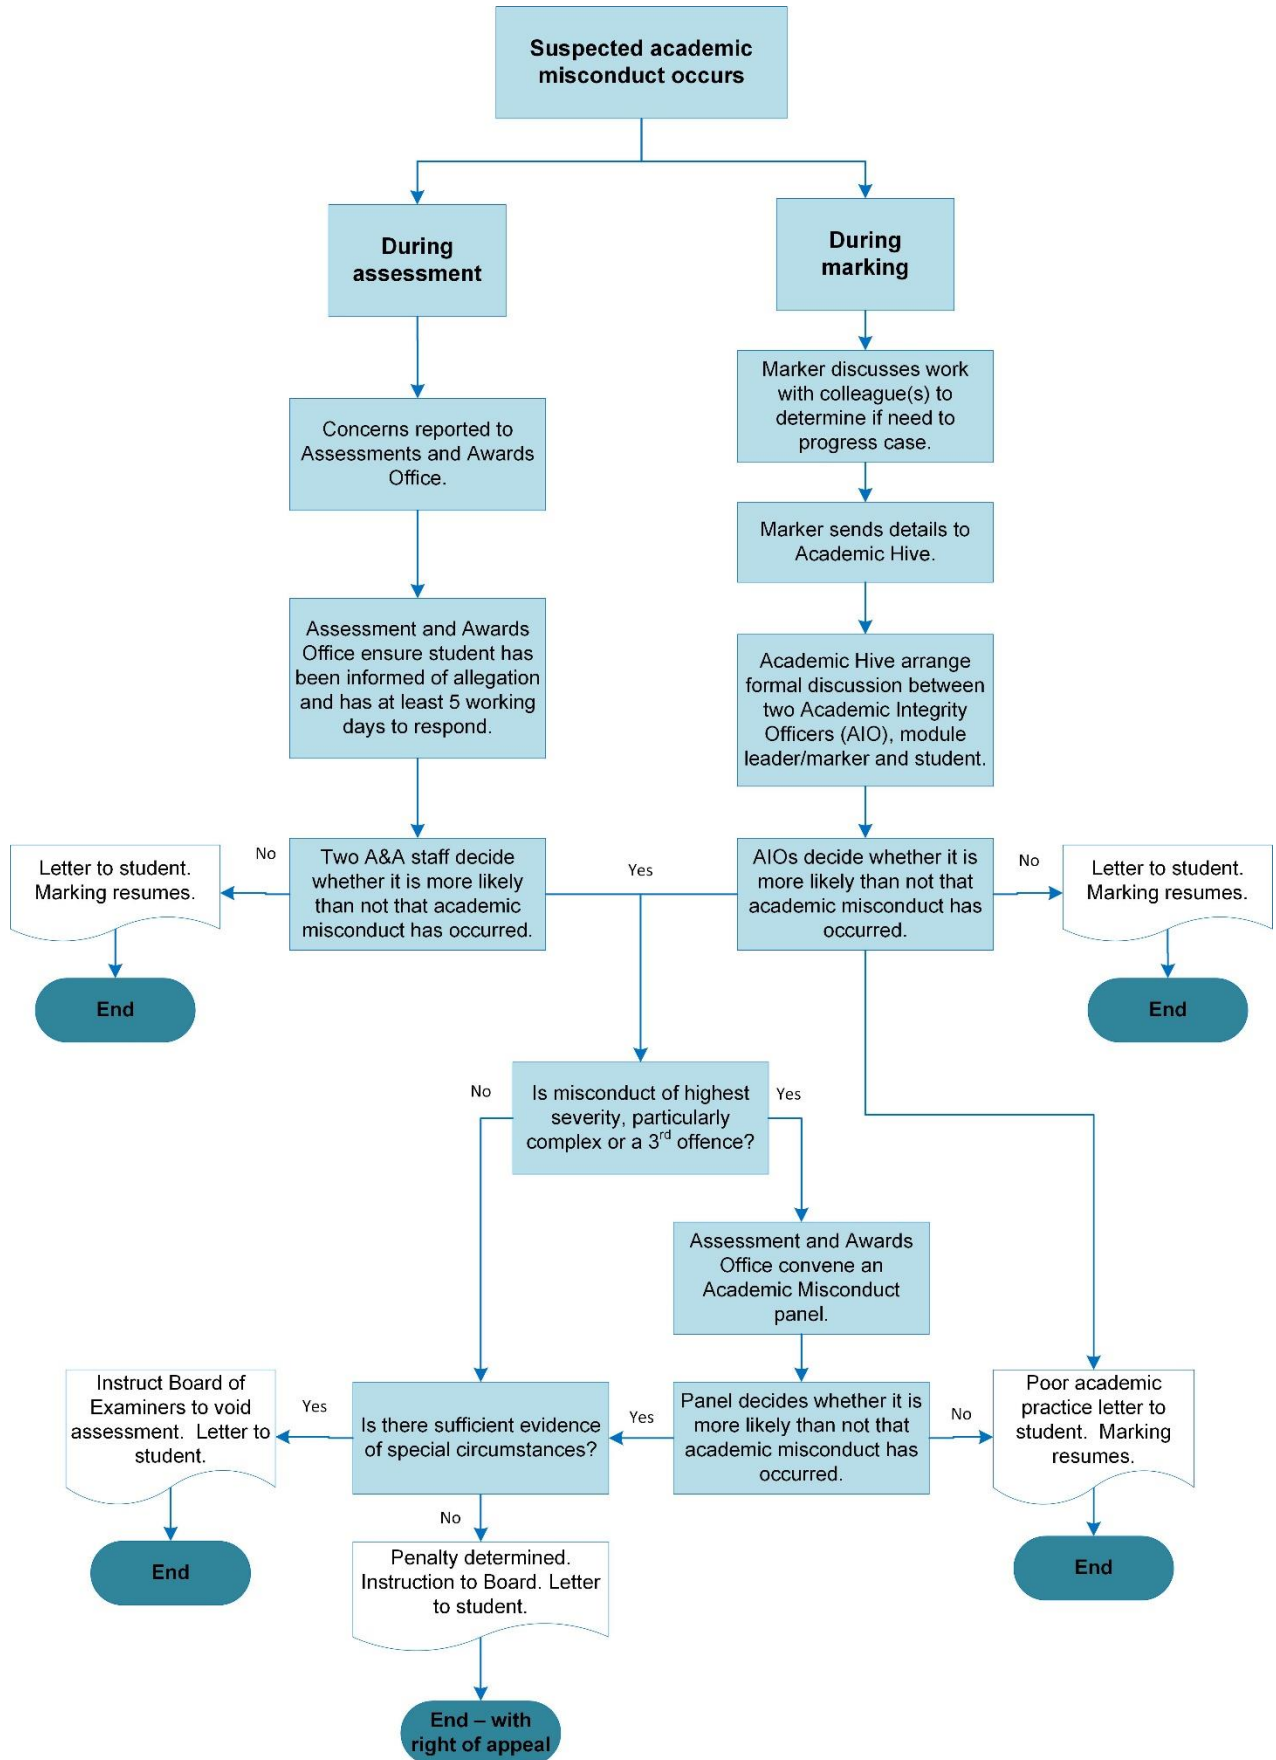 Suspected academic
misconduct occurs
During
assessment
During
marking
Concerns reported to
Assessments and Awards
Office.
Marker discusses work
with colleague(s) to
determine if need to
progress case.
Marker sends details to
Academic Hive.
Assessment and Awards
Office ensure student has
been informed of allegation
and has at least 5 working
days to respond.
Academic Hive arrange
formal discussion between
two Academic Integrity
Officers (AIO), module
leader/marker and student.
Letter to student.
Marking resumes.
No
Two A&A staff decide
whether it is more likely
than not that academic
misconduct has occurred.
Yes
AIOs decide whether it is
more likely than not that
academic misconduct has
occurred.
No
Letter to student.
Marking resumes.
End
End
No
Is misconduct of highest
severity, particularly
complex or a 3rd offence?
Yes
Assessment and Awards
Office convene an
Academic Misconduct
panel.
Instruct Board of
Examiners to void
assessment. Letter to
student.
Yes
Is there sufficient evidence
of special circumstances?
Yes
Panel decides whether it is
more likely than not that
academic misconduct has
occurred.
No
Poor academic
practice letter to
student. Marking
resumes.
End
No
Penalty determined.
Instruction to Board. Letter
to student.
End
End – with
right of appeal